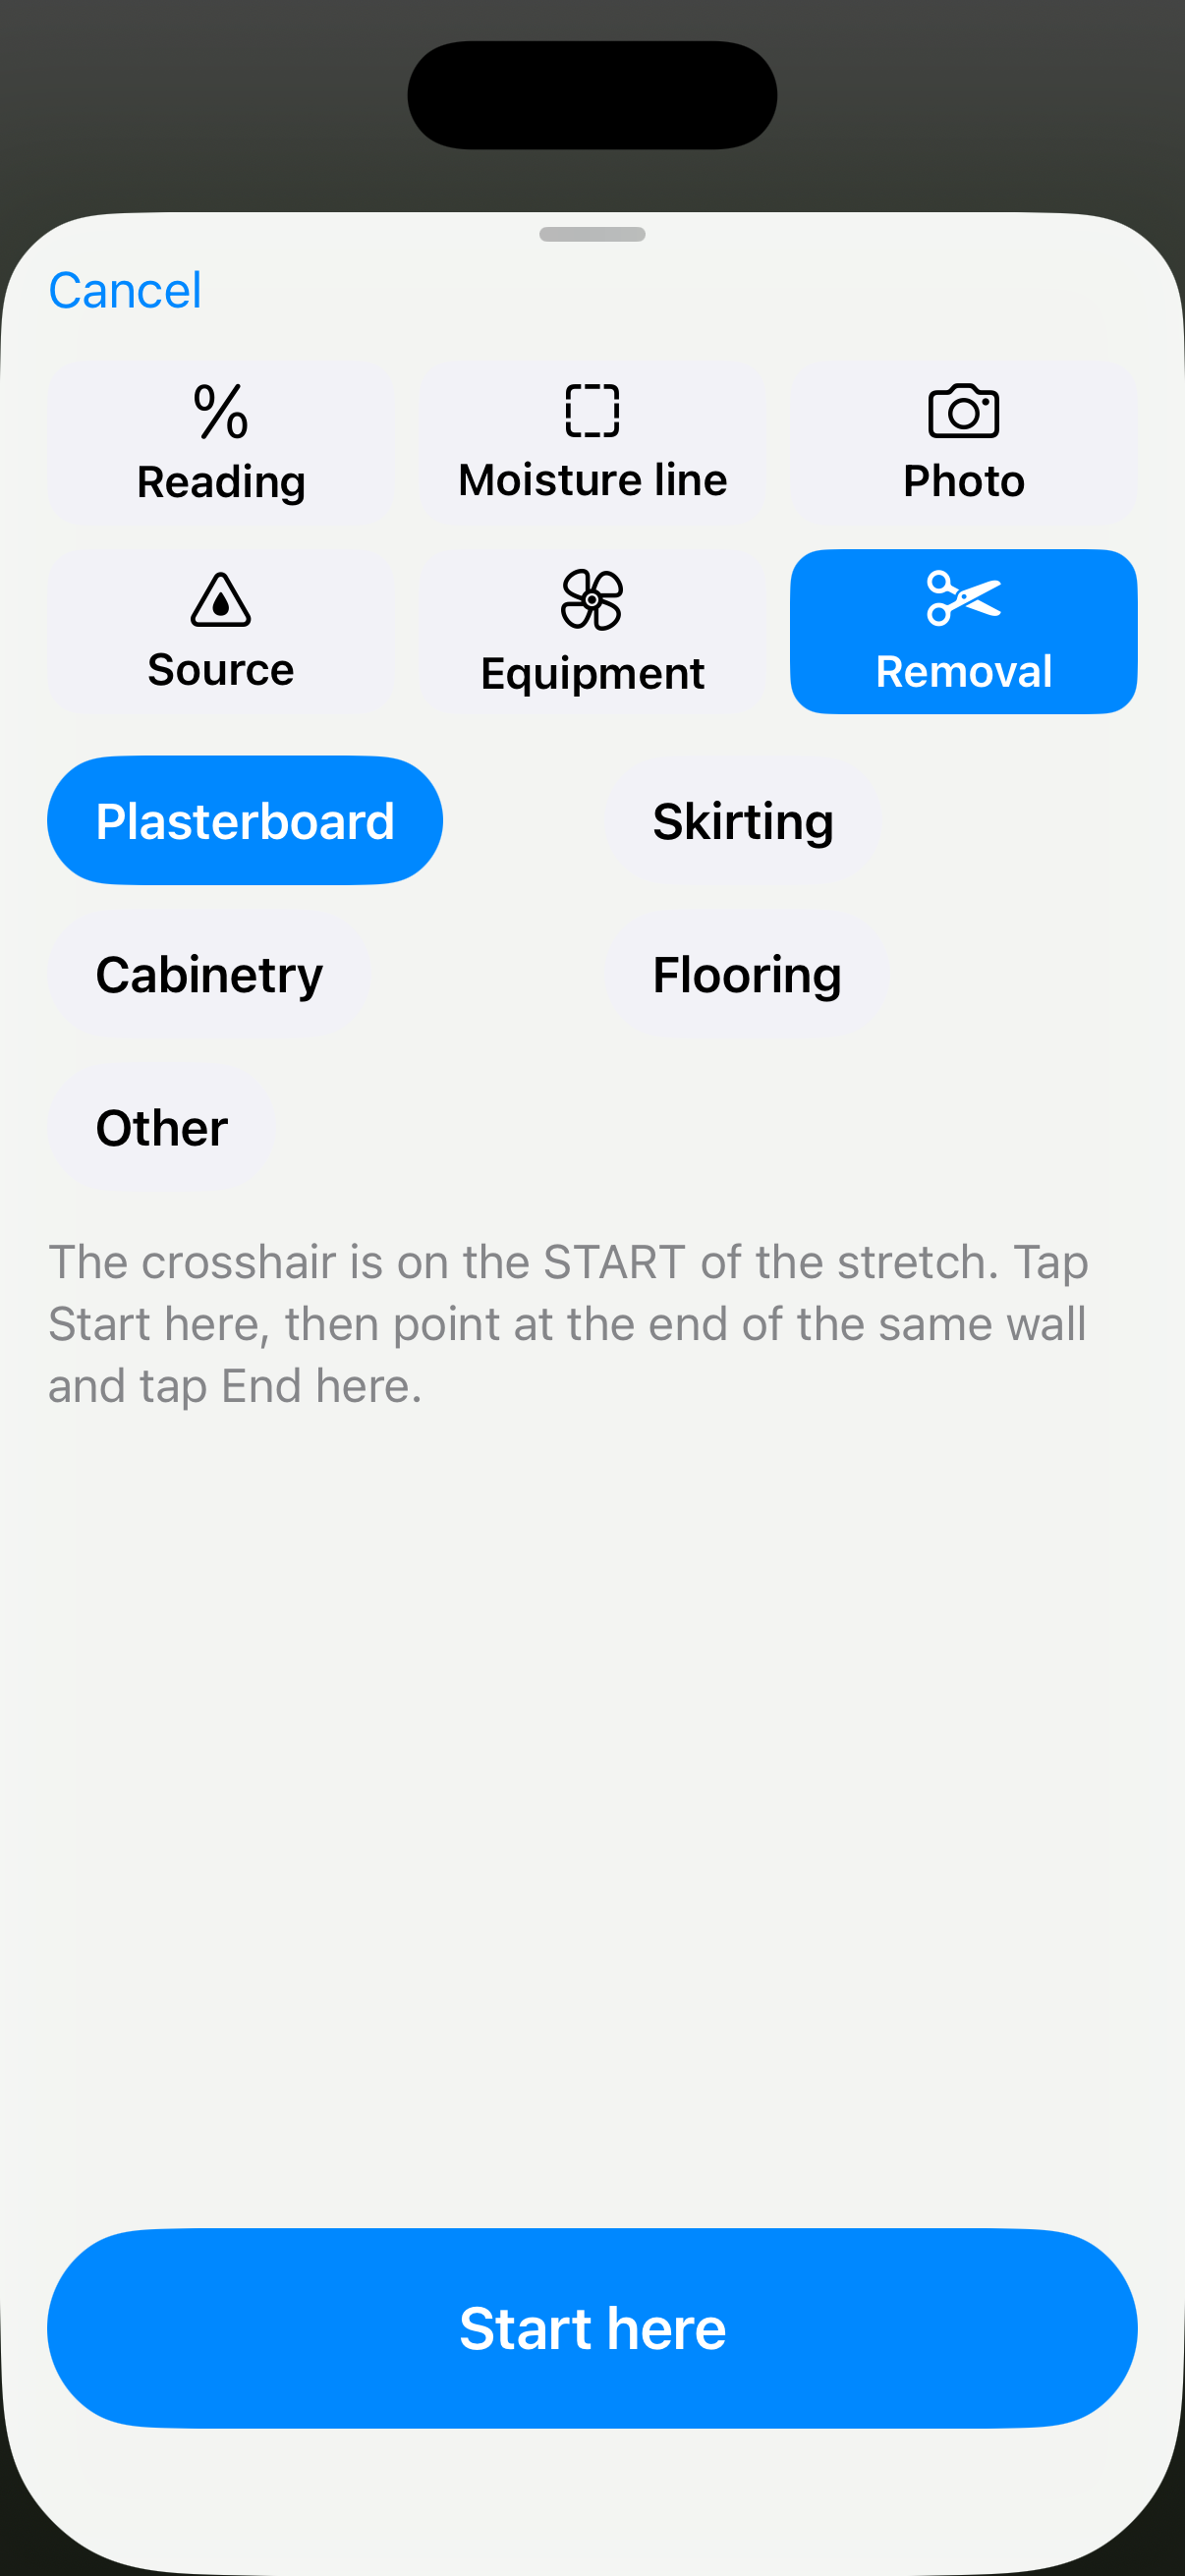 Cancel
Reading
Moisture line
Photo
Source
Equipment
Removal
Plasterboard
Skirting
Cabinetry
Flooring
Other
The crosshair is on the START of the stretch. Tap
Start here, then point at the end of the same wall
and tap End here.
Start here